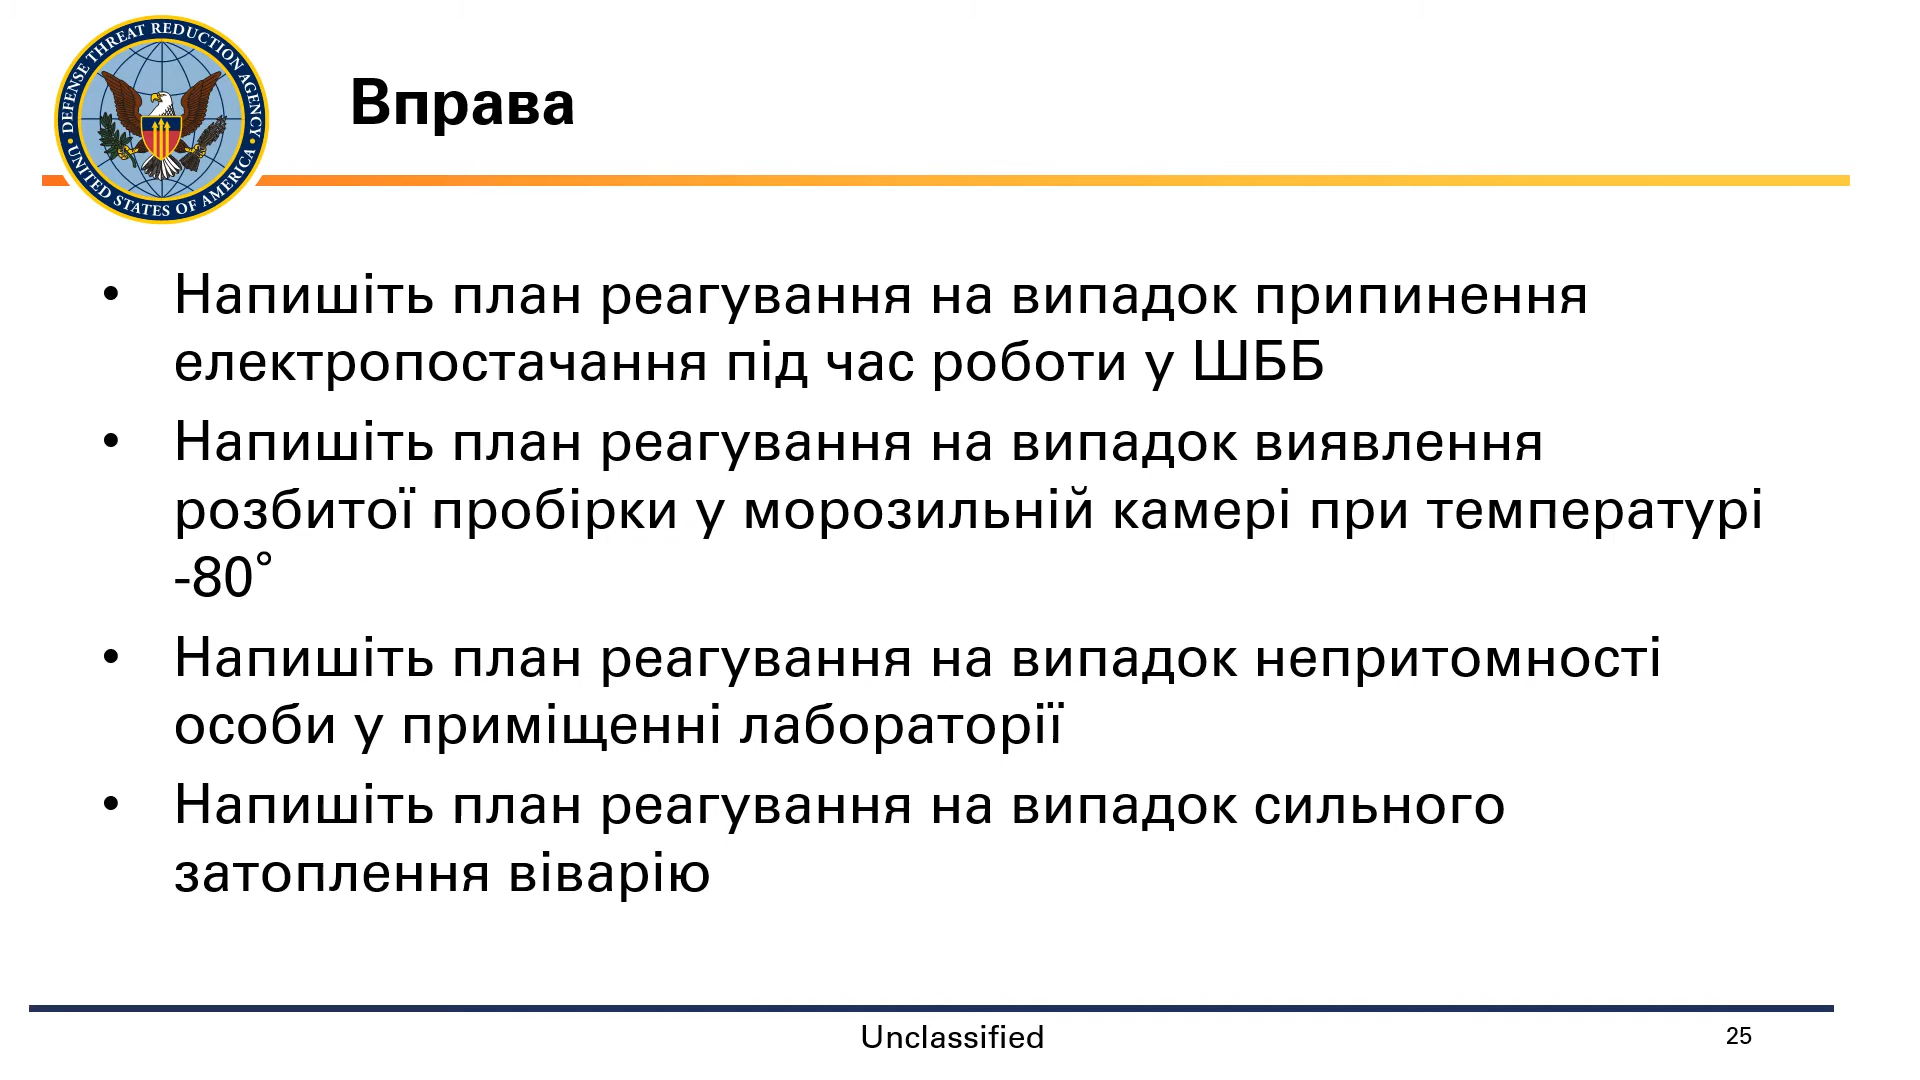 DEFENSE THREAT REDUCTION AGENCY
UNITED STATES OF AMERICA
Вправа
• Напишіть план реагування на випадок припинення
електропостачання під час роботи у ШББ
• Напишіть план реагування на випадок виявлення
розбитої пробірки у морозильній камері при температурі
-80˚
• Напишіть план реагування на випадок непритомності
особи у приміщенні лабораторії
• Напишіть план реагування на випадок сильного
затоплення віварію
Unclassified
25